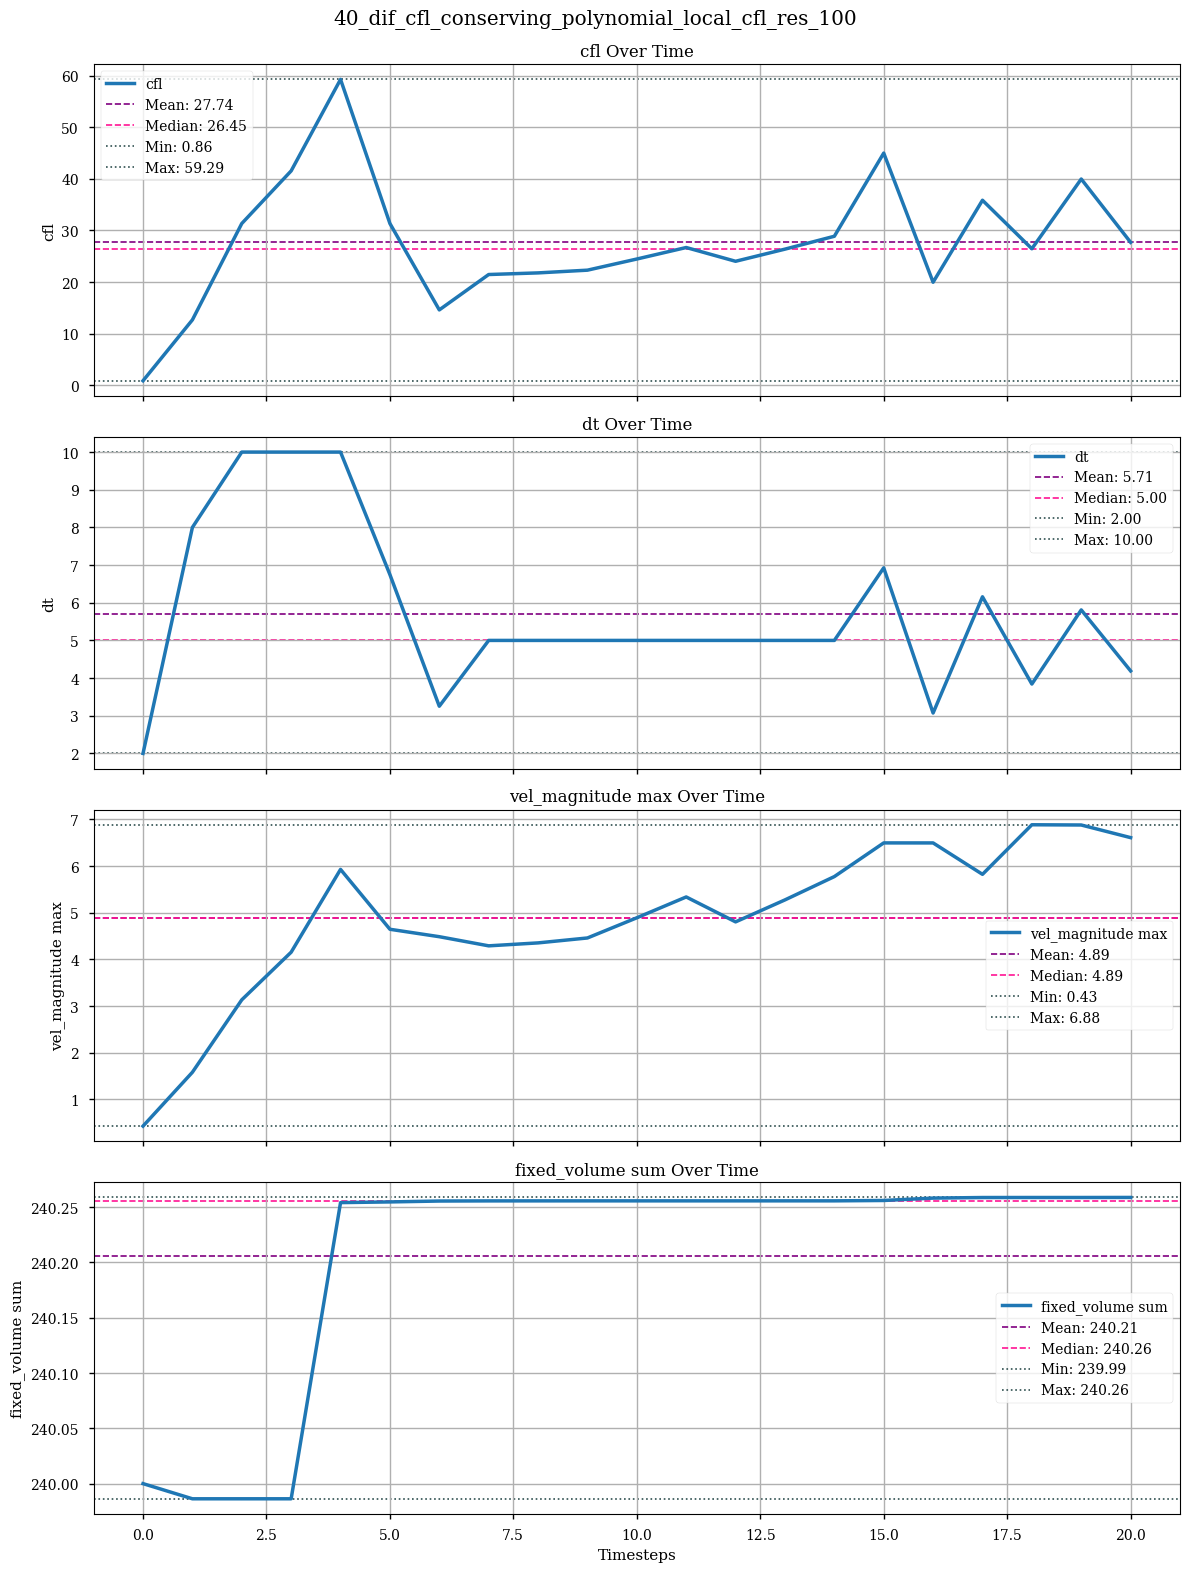 40_dif_cfl_conserving_polynomial_local_cfl_res_100
cfl Over Time
cfl
60
50
40
30
20
10
0
cfl
Mean: 27.74
Median: 26.45
Min: 0.86
Max: 59.29
dt Over Time
dt
10
9
8
7
6
5
4
3
2
dt
Mean: 5.71
Median: 5.00
Min: 2.00
Max: 10.00
vel_magnitude max Over Time
vel_magnitude max
7
6
5
4
3
2
1
vel_magnitude max
Mean: 4.89
Median: 4.89
Min: 0.43
Max: 6.88
fixed_volume sum Over Time
fixed_volume sum
240.25
240.20
240.15
240.10
240.05
240.00
fixed_volume sum
Mean: 240.21
Median: 240.26
Min: 239.99
Max: 240.26
0.0 2.5 5.0 7.5 10.0 12.5 15.0 17.5 20.0
Timesteps